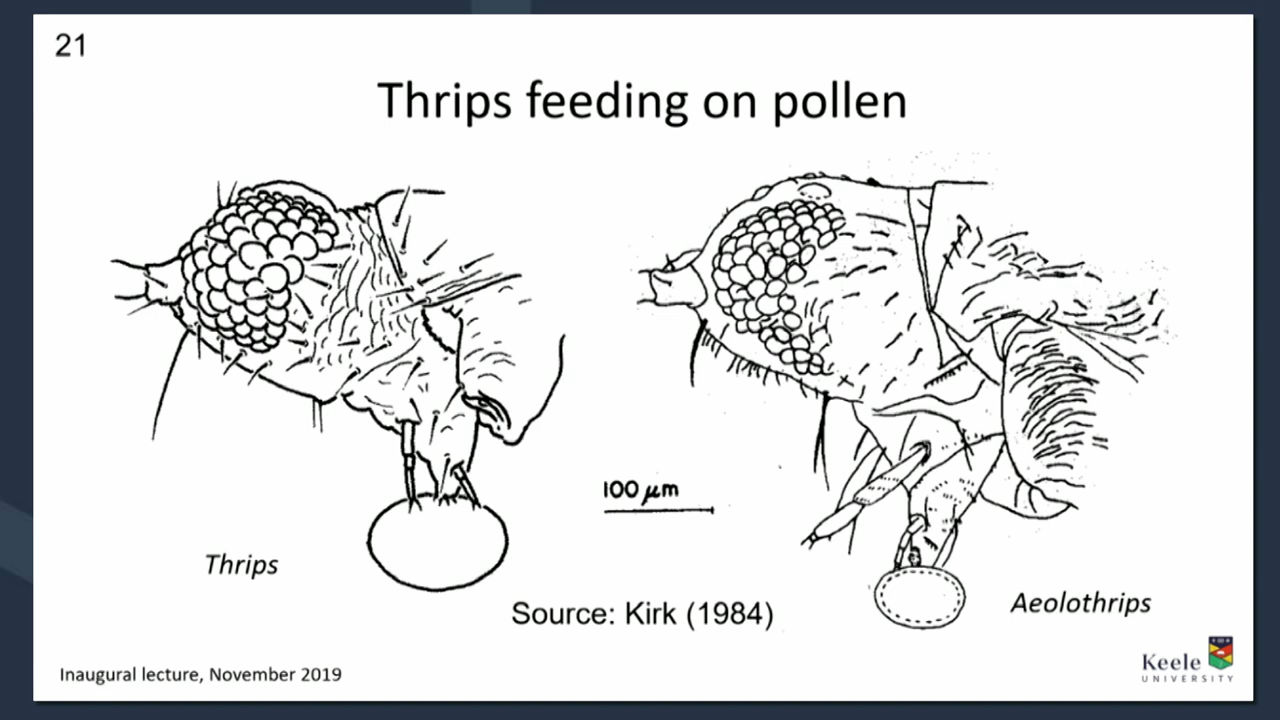 21
Thrips feeding on pollen
100 µm
Thrips
Aeolothrips
Source: Kirk (1984)
Inaugural lecture, November 2019
Keele
UNIVERSITY